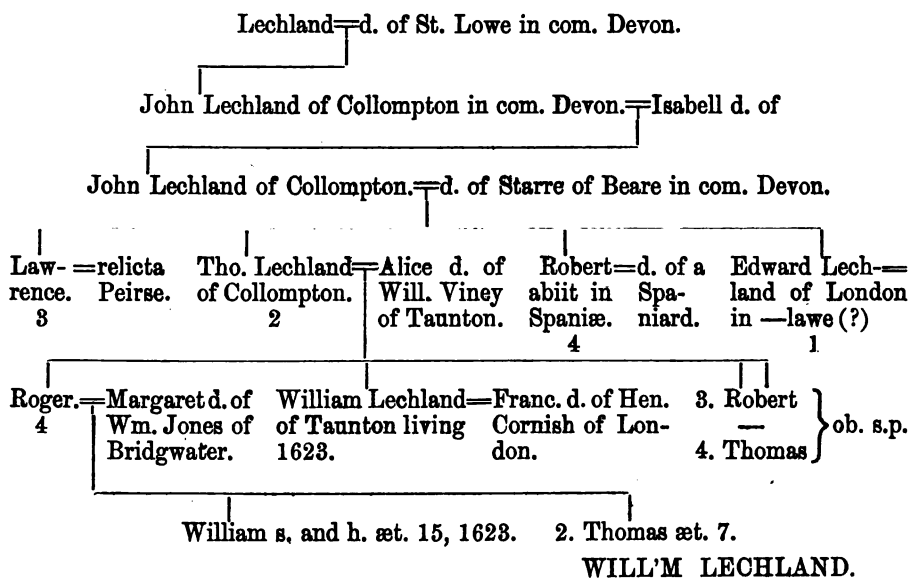 Lechland=d. of St. Lowe in com. Devon.
John Lechland of Collompton in com. Devon.=Isabell d. of
John Lechland of Collompton.=d. of Starre of Beare in com. Devon.
Law-
rence.
3
=relicta
Peirse.
Tho. Lechland=
of Collompton.
2
Alice d. of
Will. Viney
of Taunton.
Robert=
abiit in
Spaniæ.
4
d. of a
Spa-
niard.
Edward Lech-=
land of London
in —lawe (?)
1
Roger.=
4
Margaret d. of
Wm. Jones of
Bridgwater.
William Lechland=
of Taunton living
1623.
Franc. d. of Hen.
Cornish of Lon-
don.
3. Robert
—
4. Thomas
ob. s.p.
William s. and h. æt. 15, 1623.
2. Thomas æt. 7.
WILL'M LECHLAND.